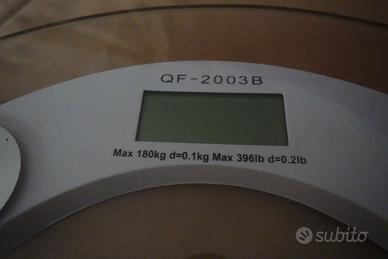 QF-2003B
Max 180kg d=0.1kg Max 396lb d=0.2lb
subito